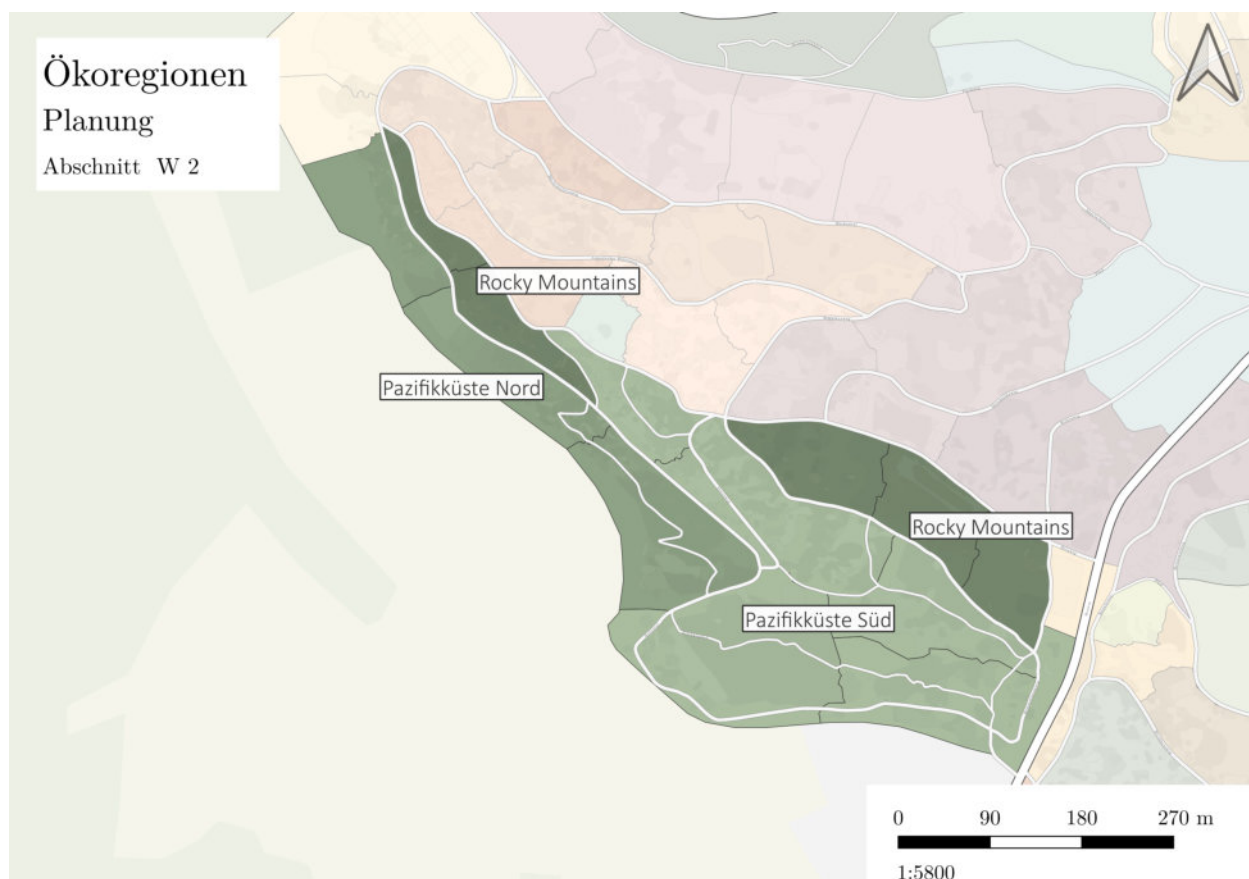 Ökoregionen
Planung
Abschnitt W 2
Rocky Mountains
Pazifikküste Nord
Rocky Mountains
Pazifikküste Süd
0 90 180 270 m
1:5800